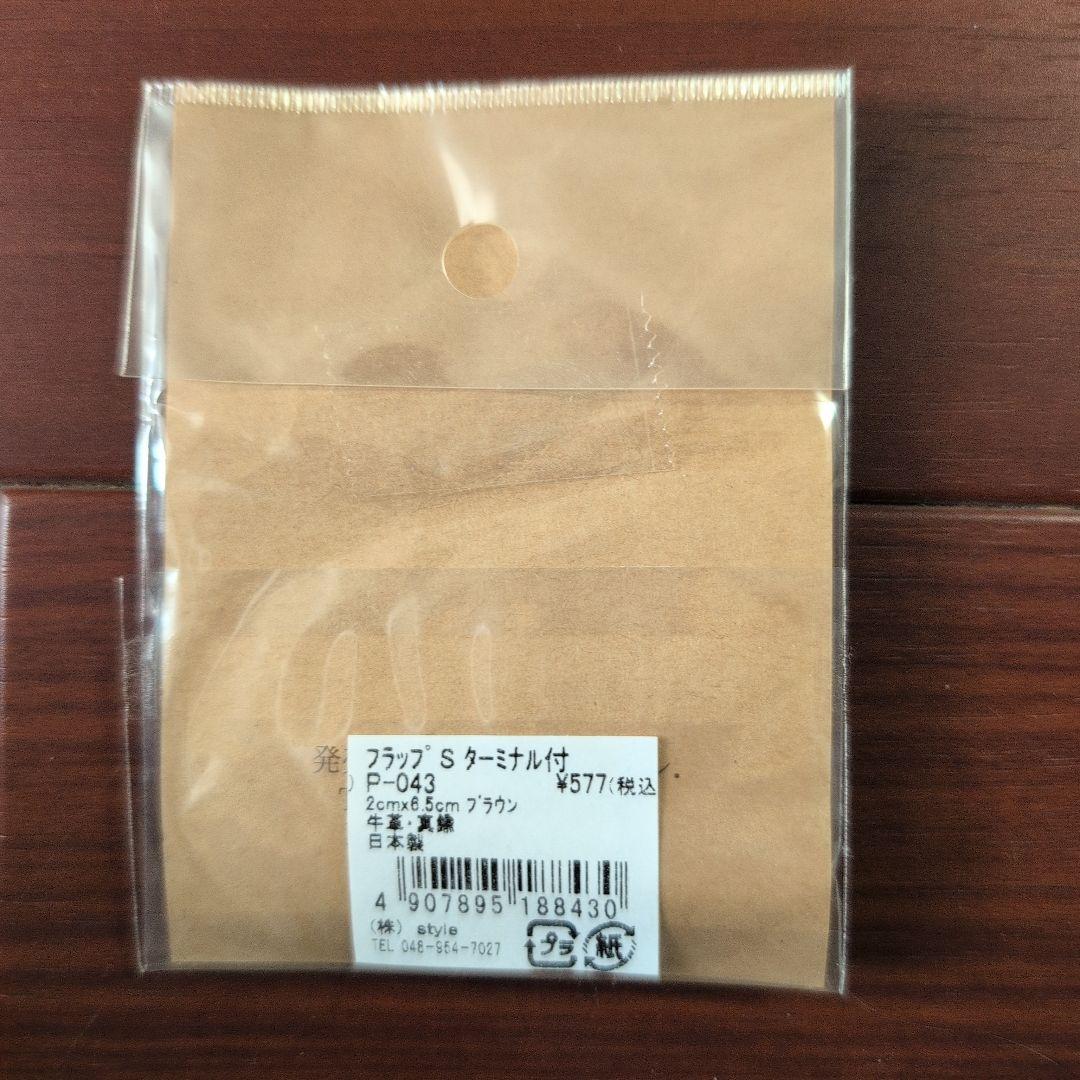 発
フラップ S ターミナル付
P-043 ¥577(税込
2cmx6.5cm ブラウン
牛革・真鍮
日本製
4 907895 188430
(株) style
TEL 048-954-7027
プラ 紙